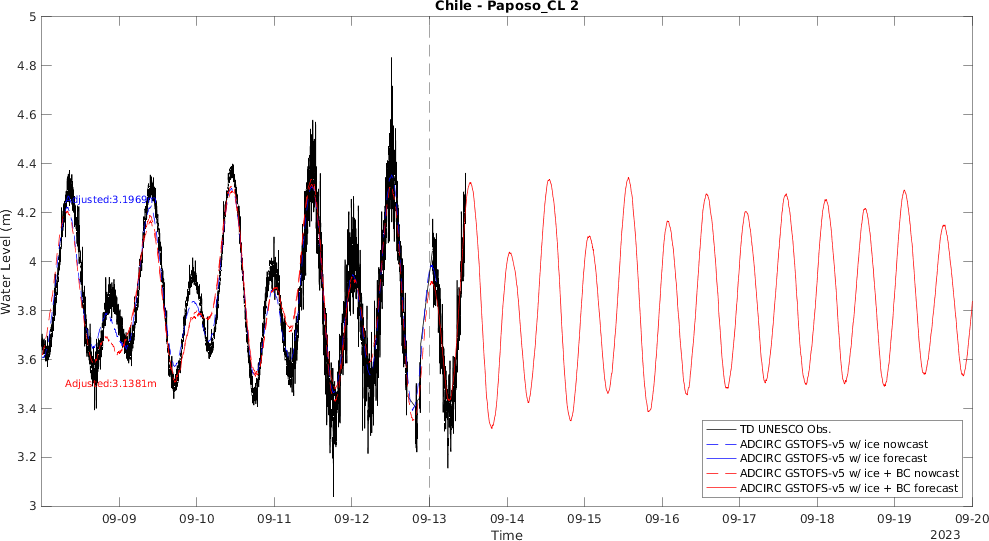 Chile - Paposo_CL 2
5
4.8
4.6
4.4
4.2
4
3.8
3.6
3.4
3.2
3
Water Level (m)
Adjusted:3.1969m
Adjusted:3.1381m
TD UNESCO Obs.
ADCIRC GSTOFS-v5 w/ ice nowcast
ADCIRC GSTOFS-v5 w/ ice forecast
ADCIRC GSTOFS-v5 w/ ice + BC nowcast
ADCIRC GSTOFS-v5 w/ ice + BC forecast
09-09 09-10 09-11 09-12 09-13 09-14 09-15 09-16 09-17 09-18 09-19 09-20
Time
2023